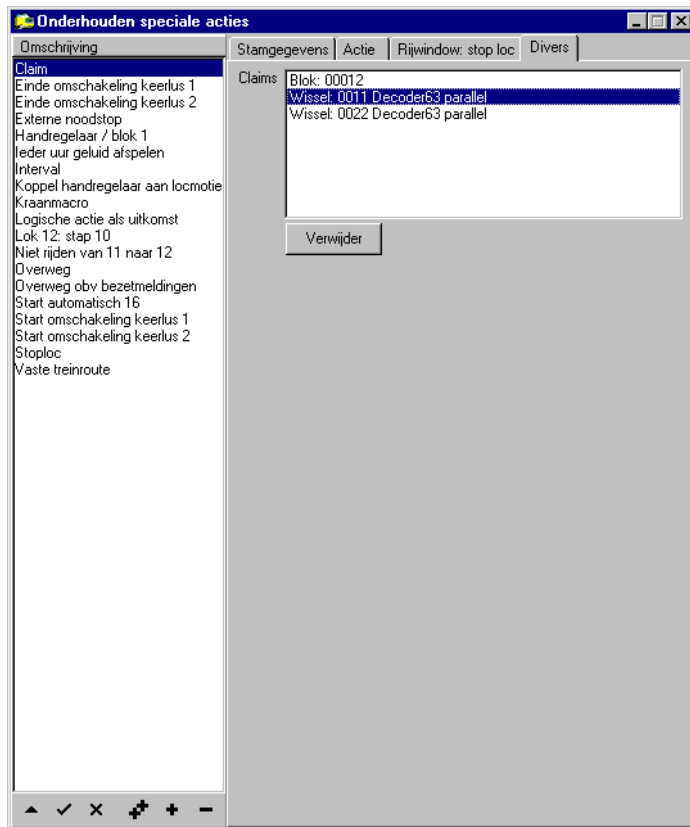 Onderhouden speciale acties
Omschrijving
Claim
Einde omschakeling keerlus 1
Einde omschakeling keerlus 2
Externe noodstop
Handregelaar / blok 1
Ieder uur geluid afspelen
Interval
Koppel handregelaar aan locmotie
Kraanmacro
Logische actie als uitkomst
Lok 12: stap 10
Niet rijden van 11 naar 12
Overweg
Overweg obv bezetmeldingen
Start automatisch 16
Start omschakeling keerlus 1
Start omschakeling keerlus 2
Stoploc
Vaste treinroute
Stamgegevens Actie Rijwindow: stop loc Divers
Claims
Blok: 00012
Wissel: 0011 Decoder63 parallel
Wissel: 0022 Decoder63 parallel
Verwijder